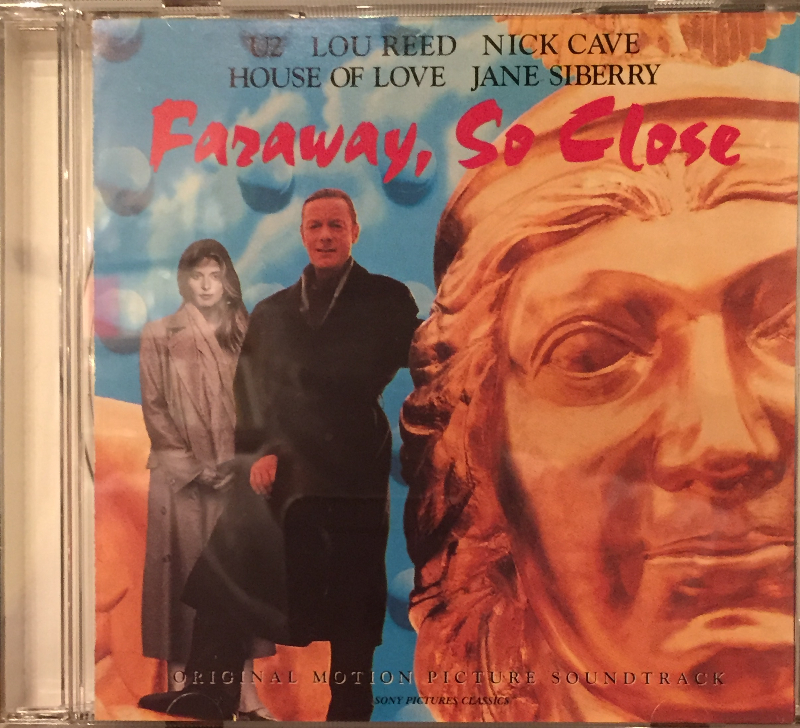 U2 LOU REED NICK CAVE
HOUSE OF LOVE JANE SIBERRY
Faraway, So Close
ORIGINAL MOTION PICTURE SOUNDTRACK
SONY PICTURES CLASSICS